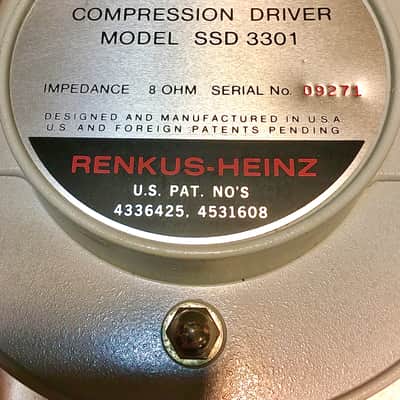 COMPRESSION DRIVER
MODEL SSD 3301
IMPEDANCE 8 OHM SERIAL No. 09271
DESIGNED AND MANUFACTURED IN U.S.A.
U.S. AND FOREIGN PATENTS PENDING
RENKUS-HEINZ
U.S. PAT. NO'S
4336425, 4531608